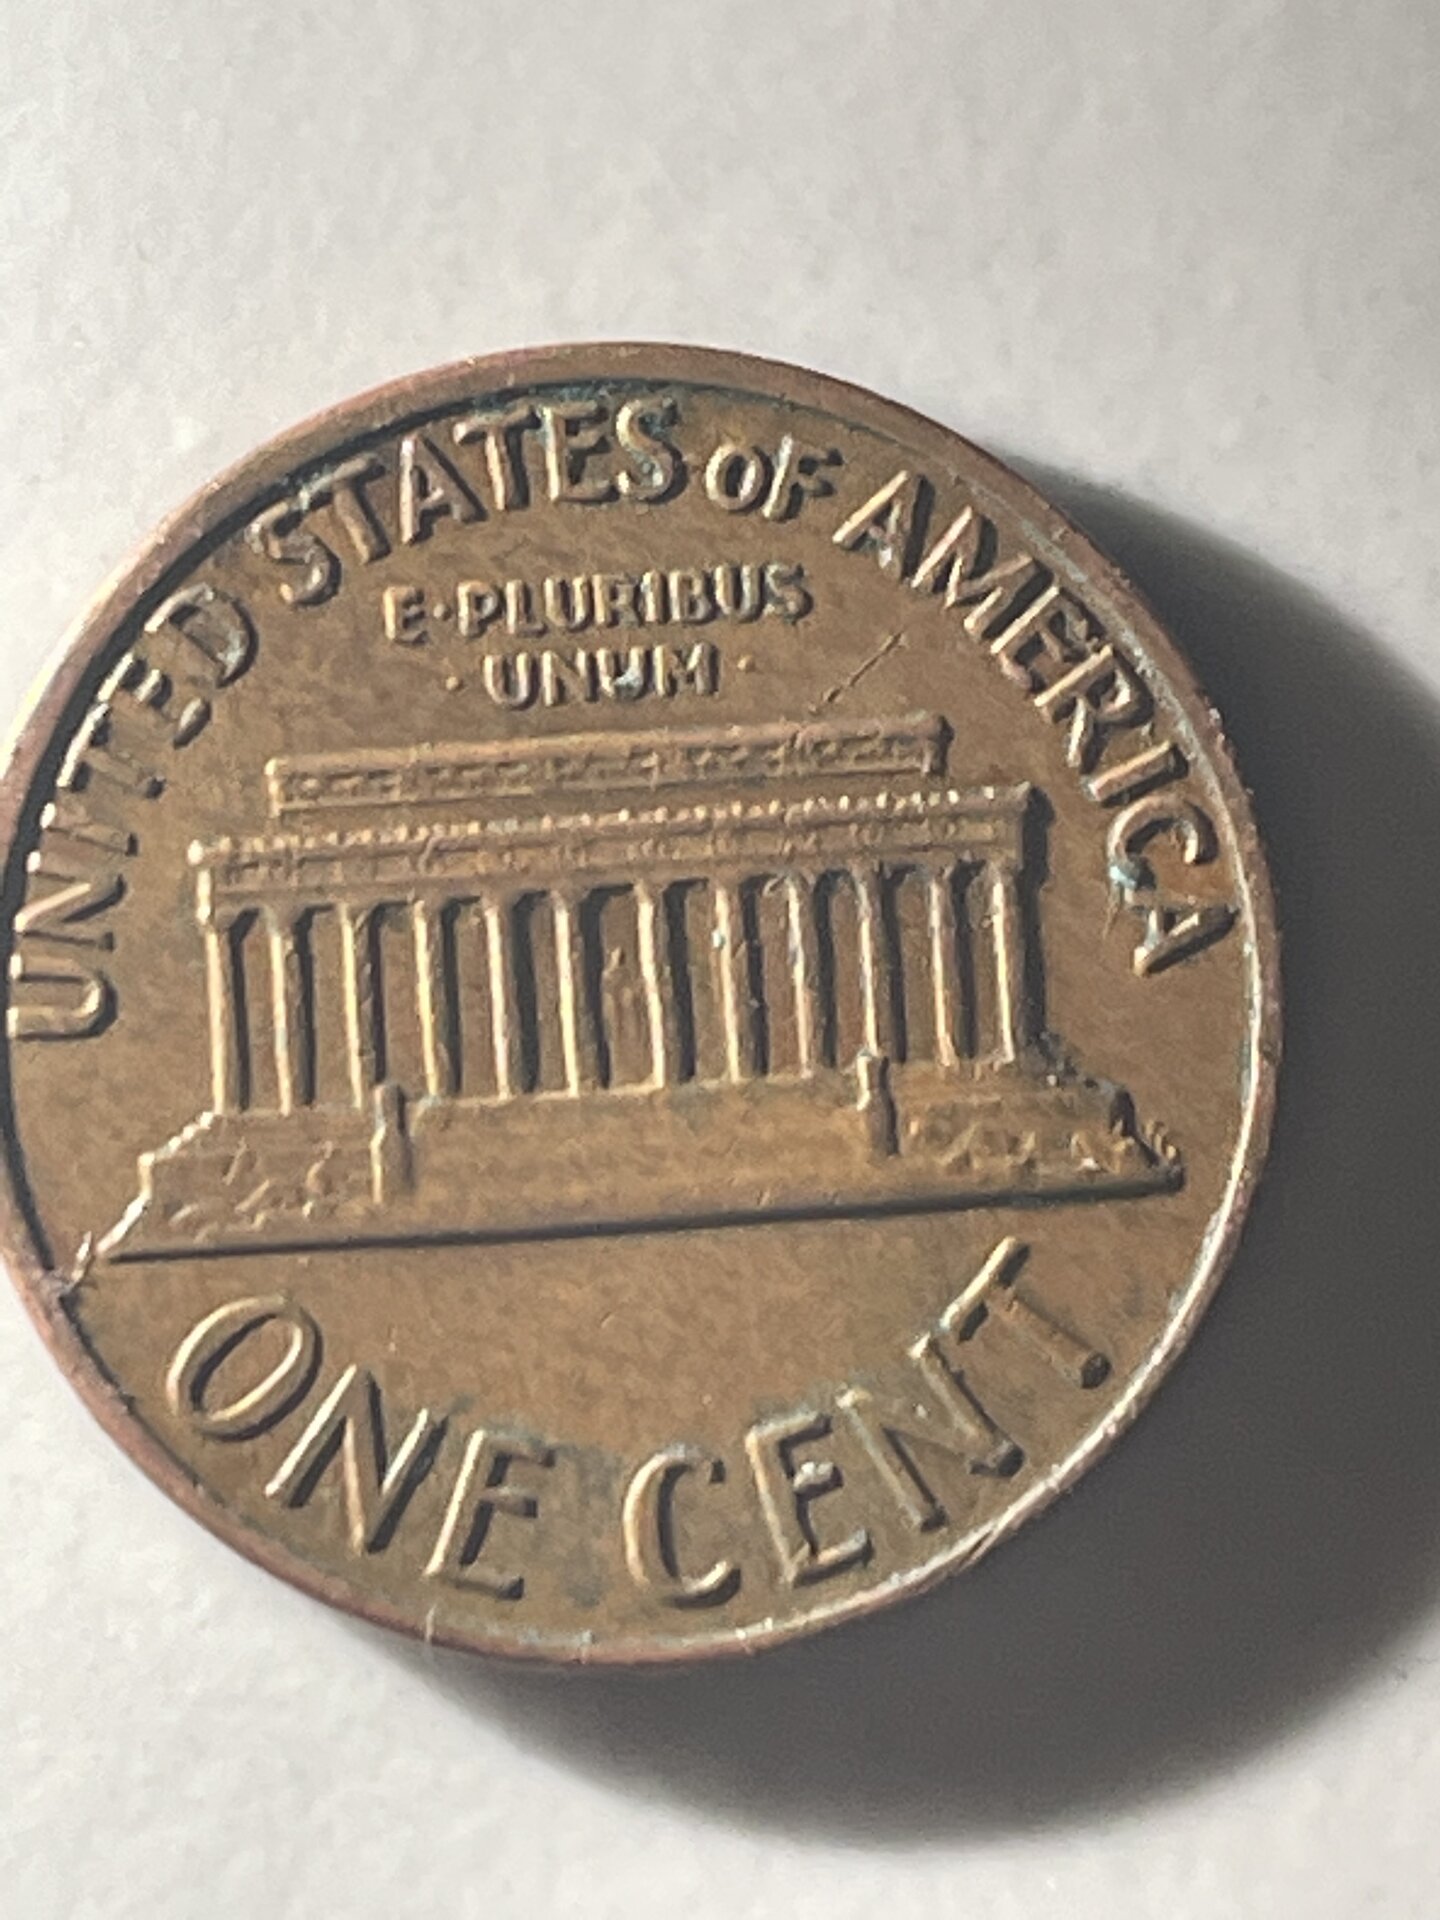 UNITED STATES OF AMERICA
E·PLURIBUS
·UNUM·
ONE CENT